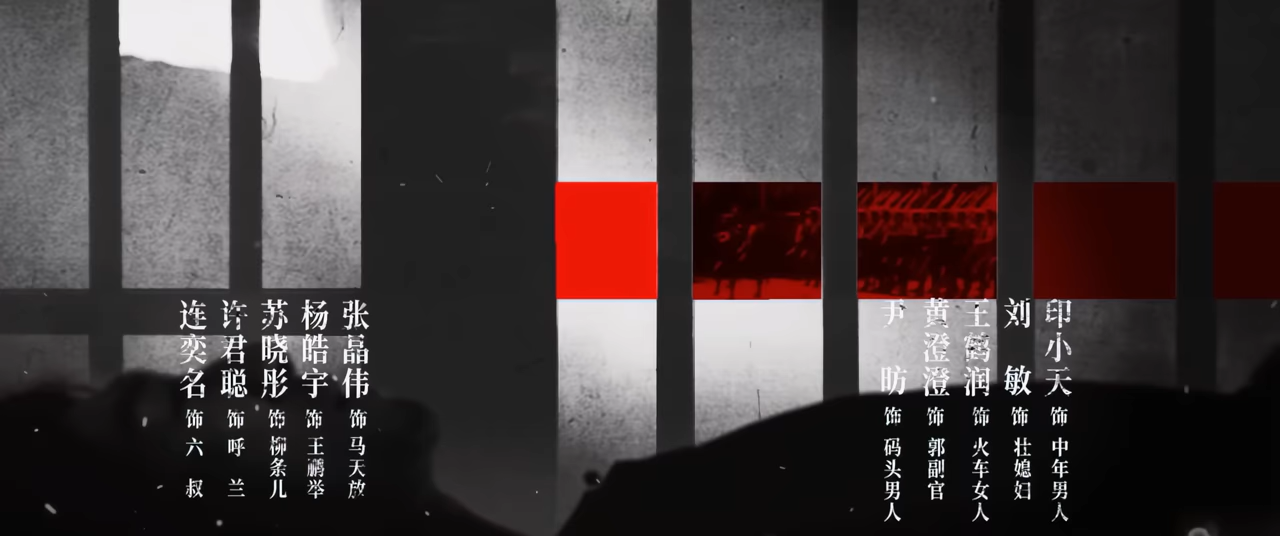 印小天 饰 中年男人
刘敏 饰 壮媳妇
王鹤润 饰 火车女人
黄澄澄 饰 郭副官
尹昉 饰 码头男人
张晶伟 饰 马天放
杨皓宇 饰 王鹏举
苏晓彤 饰 柳条儿
许君聪 饰 呼兰
连奕名 饰 六叔